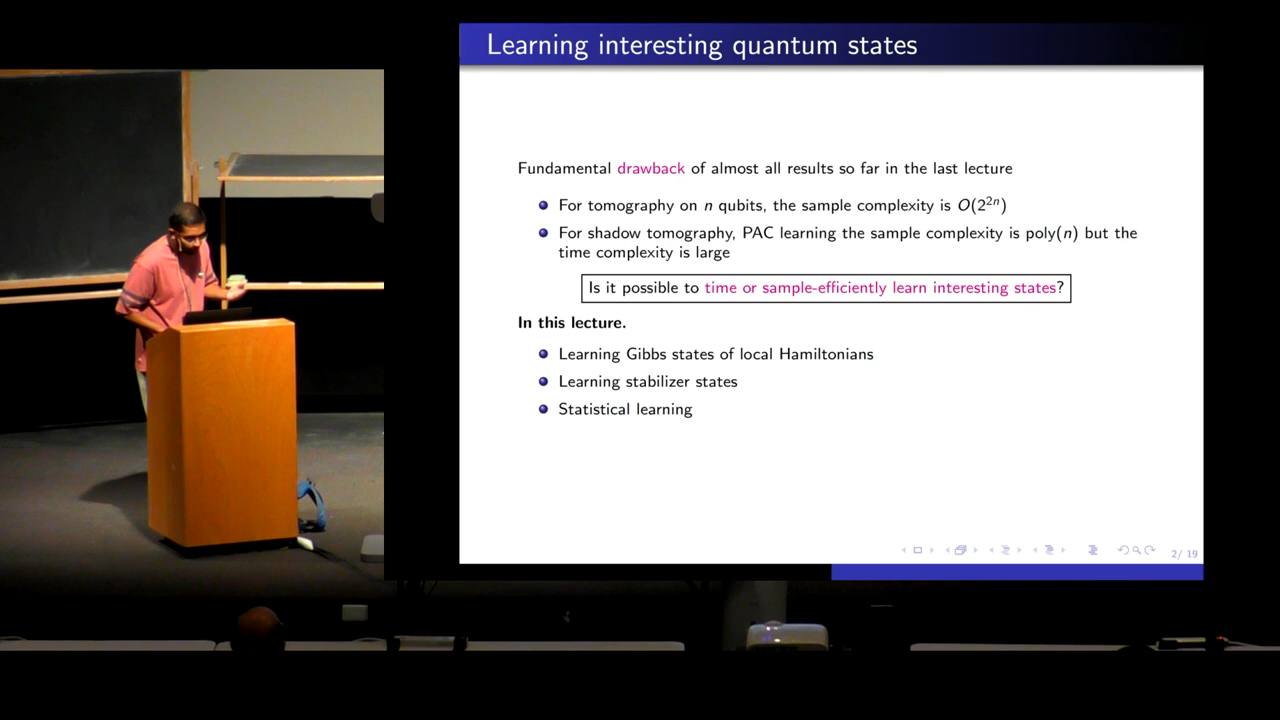 Learning interesting quantum states
Fundamental drawback of almost all results so far in the last lecture
For tomography on n qubits, the sample complexity is O(2²ⁿ)
For shadow tomography, PAC learning the sample complexity is poly(n) but the
time complexity is large
Is it possible to time or sample-efficiently learn interesting states?
In this lecture.
Learning Gibbs states of local Hamiltonians
Learning stabilizer states
Statistical learning
2/ 19